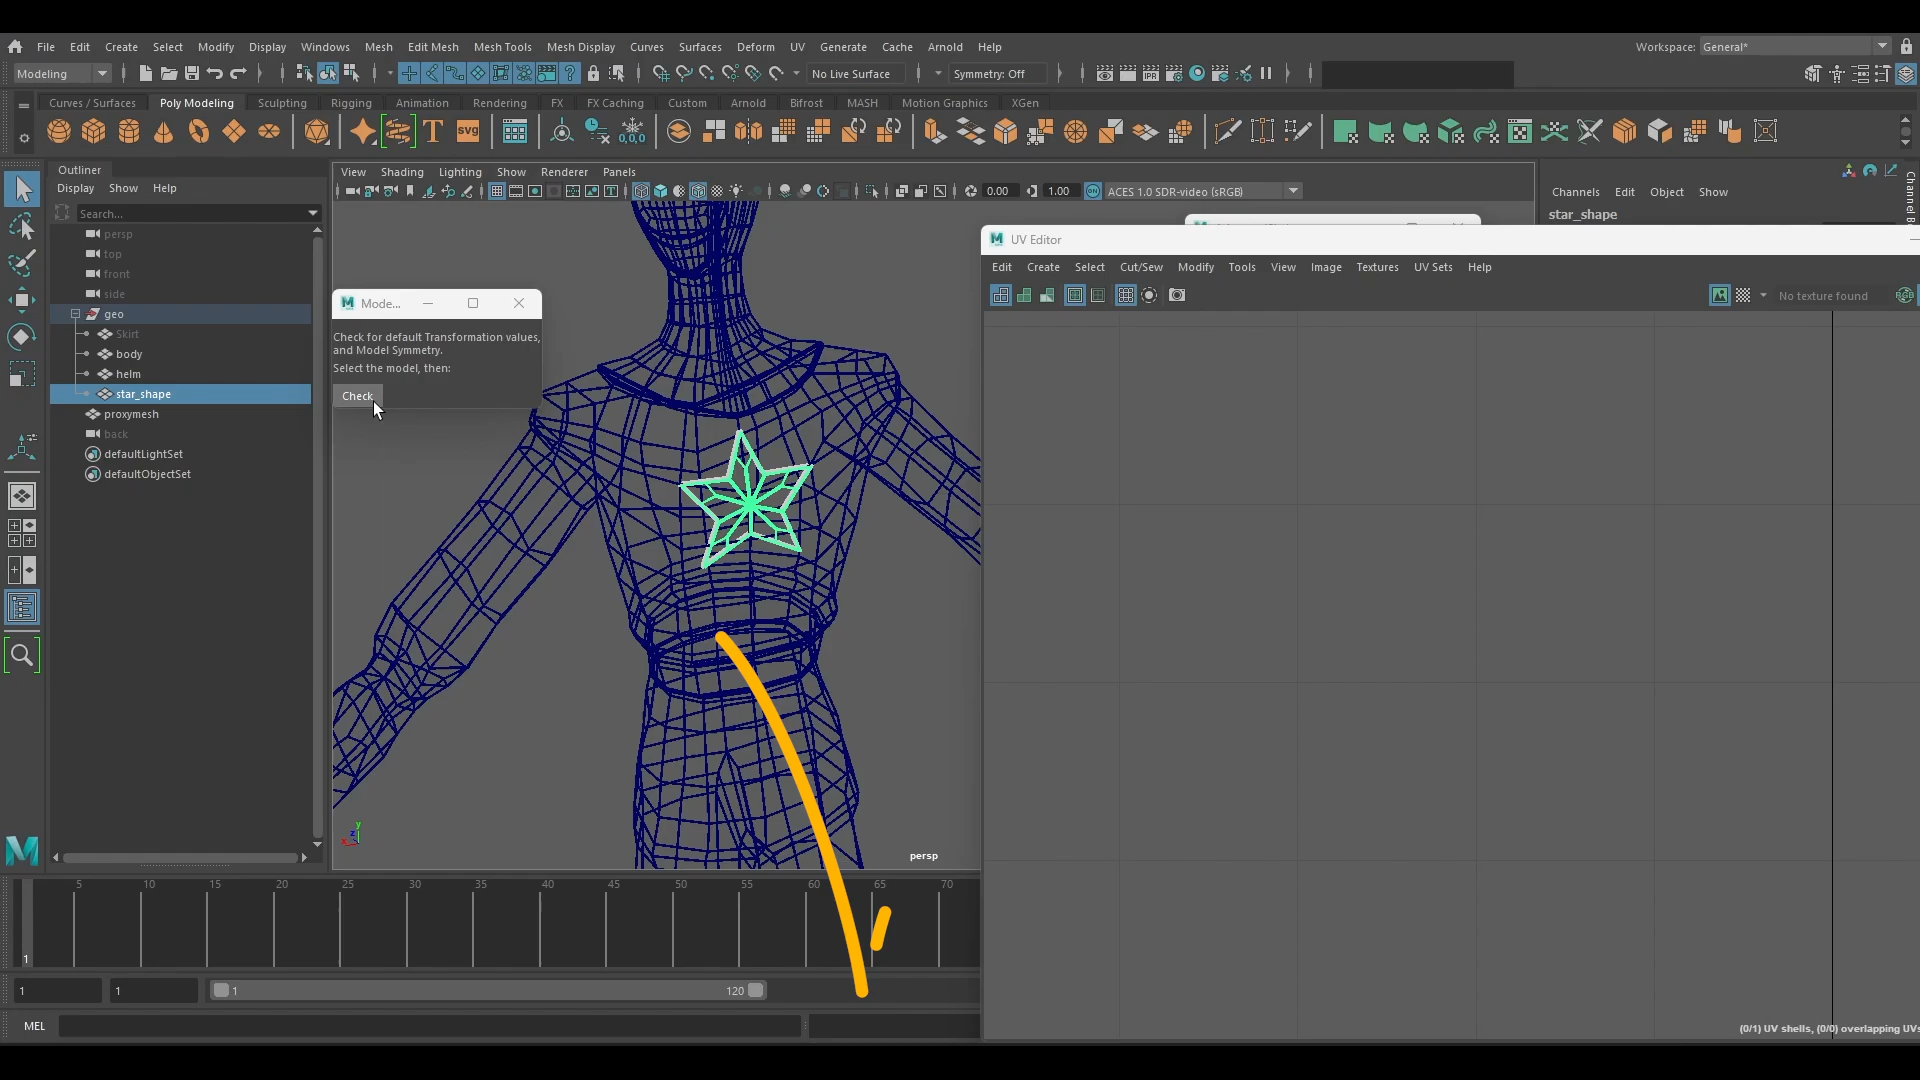 File Edit Create Select Modify Display Windows Mesh Edit Mesh Mesh Tools Mesh Display Curves Surfaces Deform UV Generate Cache Arnold Help Workspace: General*
Modeling No Live Surface Symmetry: Off
Curves / Surfaces Poly Modeling Sculpting Rigging Animation Rendering FX FX Caching Custom Arnold Bifrost MASH Motion Graphics XGen
T svg 0,0,0 IPR
Outliner
Display Show Help
Search...
persp
top
front
side
geo
Skirt
body
helm
star_shape
proxymesh
back
defaultLightSet
defaultObjectSet
View Shading Lighting Show Renderer Panels
0.00 1.00 ACES 1.0 SDR-video (sRGB)
Mode...
Check for default Transformation values,
and Model Symmetry.
Select the model, then:
Check
y
z
x
persp
UV Editor
Edit Create Select Cut/Sew Modify Tools View Image Textures UV Sets Help
No texture found
(0/1) UV shells, (0/0) overlapping UVs
Channels Edit Object Show
star_shape
Channel B
5 10 15 20 25 30 35 40 45 50 55 60 65 70
1
1 1 1 120
MEL